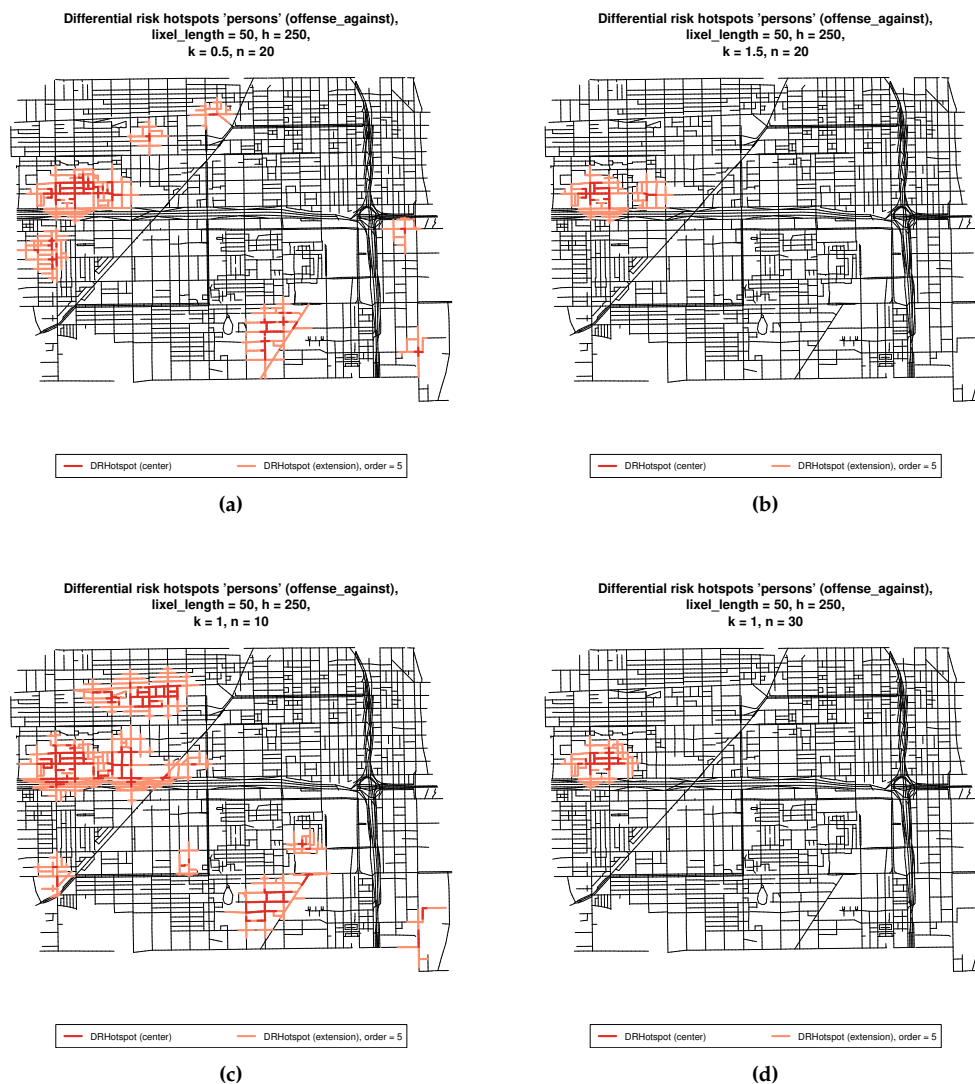 Differential risk hotspots 'persons' (offense_against),
lixel_length = 50, h = 250,
k = 0.5, n = 20
DRHotspot (center)
DRHotspot (extension), order = 5
(a)
Differential risk hotspots 'persons' (offense_against),
lixel_length = 50, h = 250,
k = 1.5, n = 20
DRHotspot (center)
DRHotspot (extension), order = 5
(b)
Differential risk hotspots 'persons' (offense_against),
lixel_length = 50, h = 250,
k = 1, n = 10
DRHotspot (center)
DRHotspot (extension), order = 5
(c)
Differential risk hotspots 'persons' (offense_against),
lixel_length = 50, h = 250,
k = 1, n = 30
DRHotspot (center)
DRHotspot (extension), order = 5
(d)